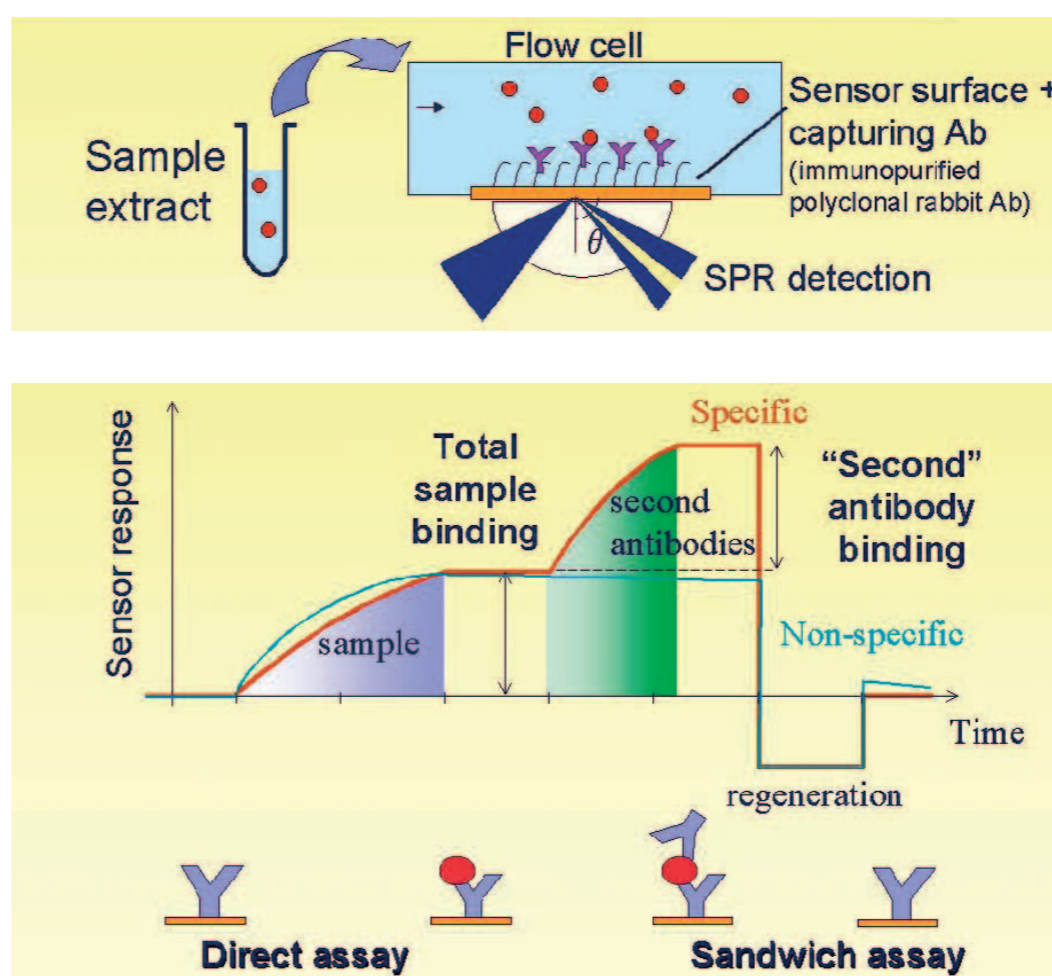 Flow cell
Sample
extract
Sensor surface +
capturing Ab
(immunopurified
polyclonal rabbit Ab)
θ
SPR detection
Sensor response
Total
sample
binding
Specific
second
antibodies
"Second"
antibody
binding
sample
Non-specific
Time
regeneration
Direct assay
Sandwich assay